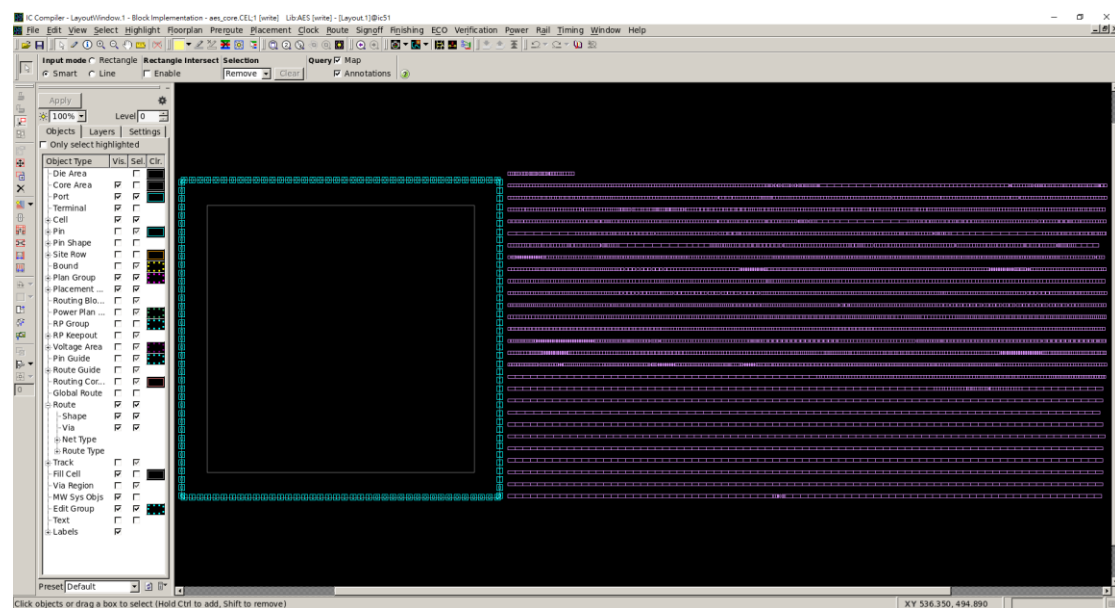 IC Compiler - LayoutWindow.1 - Block Implementation - aes_core.CEL;1 [write]   Lib:AES [write] - [Layout.1]@ic51
File Edit View Select Highlight Floorplan Preroute Placement Clock Route Signoff Finishing ECO Verification Power Rail Timing Window Help
Input mode Rectangle Rectangle Intersect Selection Query Map
Smart Line Enable Remove Clear Annotations
Apply
100% Level 0
Objects Layers Settings
Only select highlighted
Object Type Vis. Sel. Clr.
Die Area
Core Area
Port
Terminal
Cell
Pin
Pin Shape
Site Row
Bound
Plan Group
Placement ...
Routing Blo...
Power Plan ...
RP Group
RP Keepout
Voltage Area
Pin Guide
Route Guide
Routing Cor...
Global Route
Route
Shape
Via
Net Type
Route Type
Track
Fill Cell
Via Region
MW Sys Objs
Edit Group
Text
Labels
0
Preset Default
Click objects or drag a box to select (Hold Ctrl to add, Shift to remove) XY 536.350, 494.890